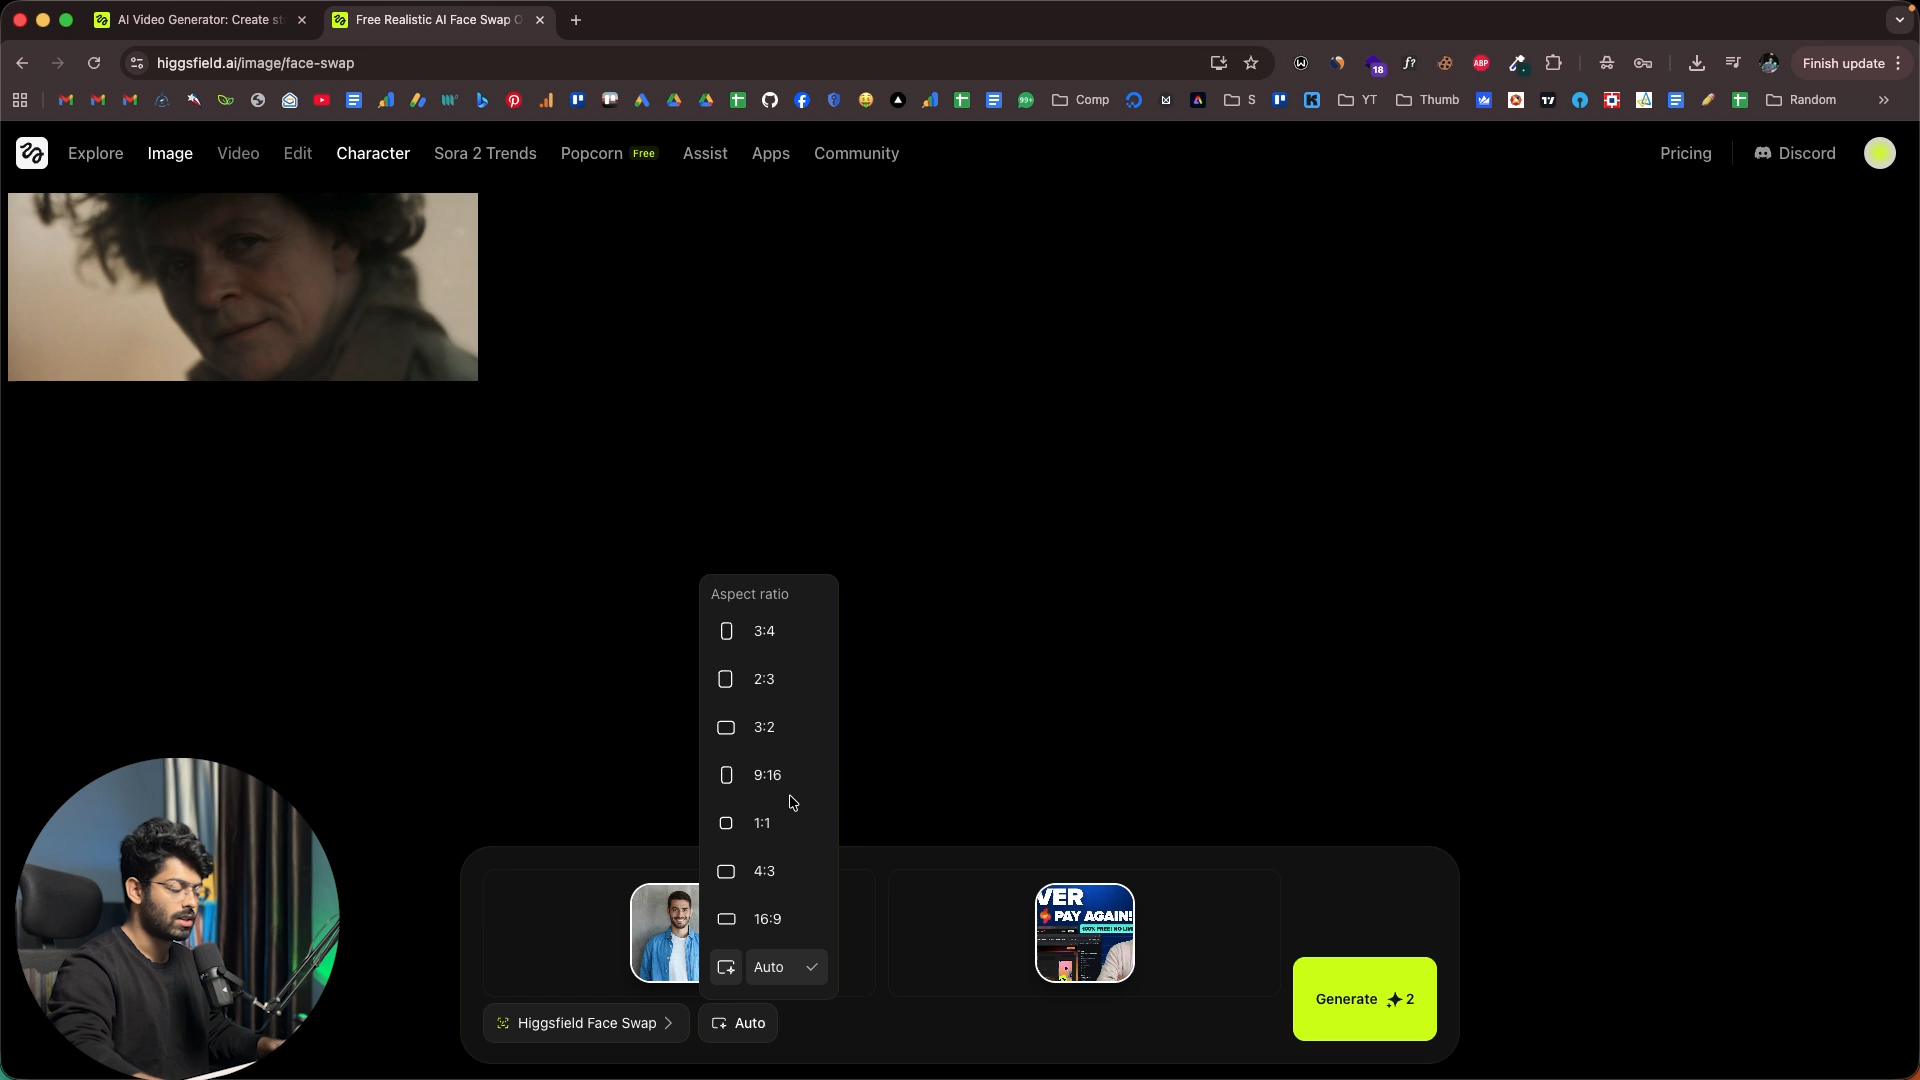 AI Video Generator: Create st
Free Realistic AI Face Swap O
higgsfield.ai/image/face-swap
18
f?
ABP
Finish update
99+
Comp
S
YT
Thumb
Random
Explore
Image
Video
Edit
Character
Sora 2 Trends
Popcorn Free
Assist
Apps
Community
Pricing
Discord
Aspect ratio
3:4
2:3
3:2
9:16
1:1
4:3
16:9
Auto
VER
PAY AGAIN!
Higgsfield Face Swap
Auto
Generate 2